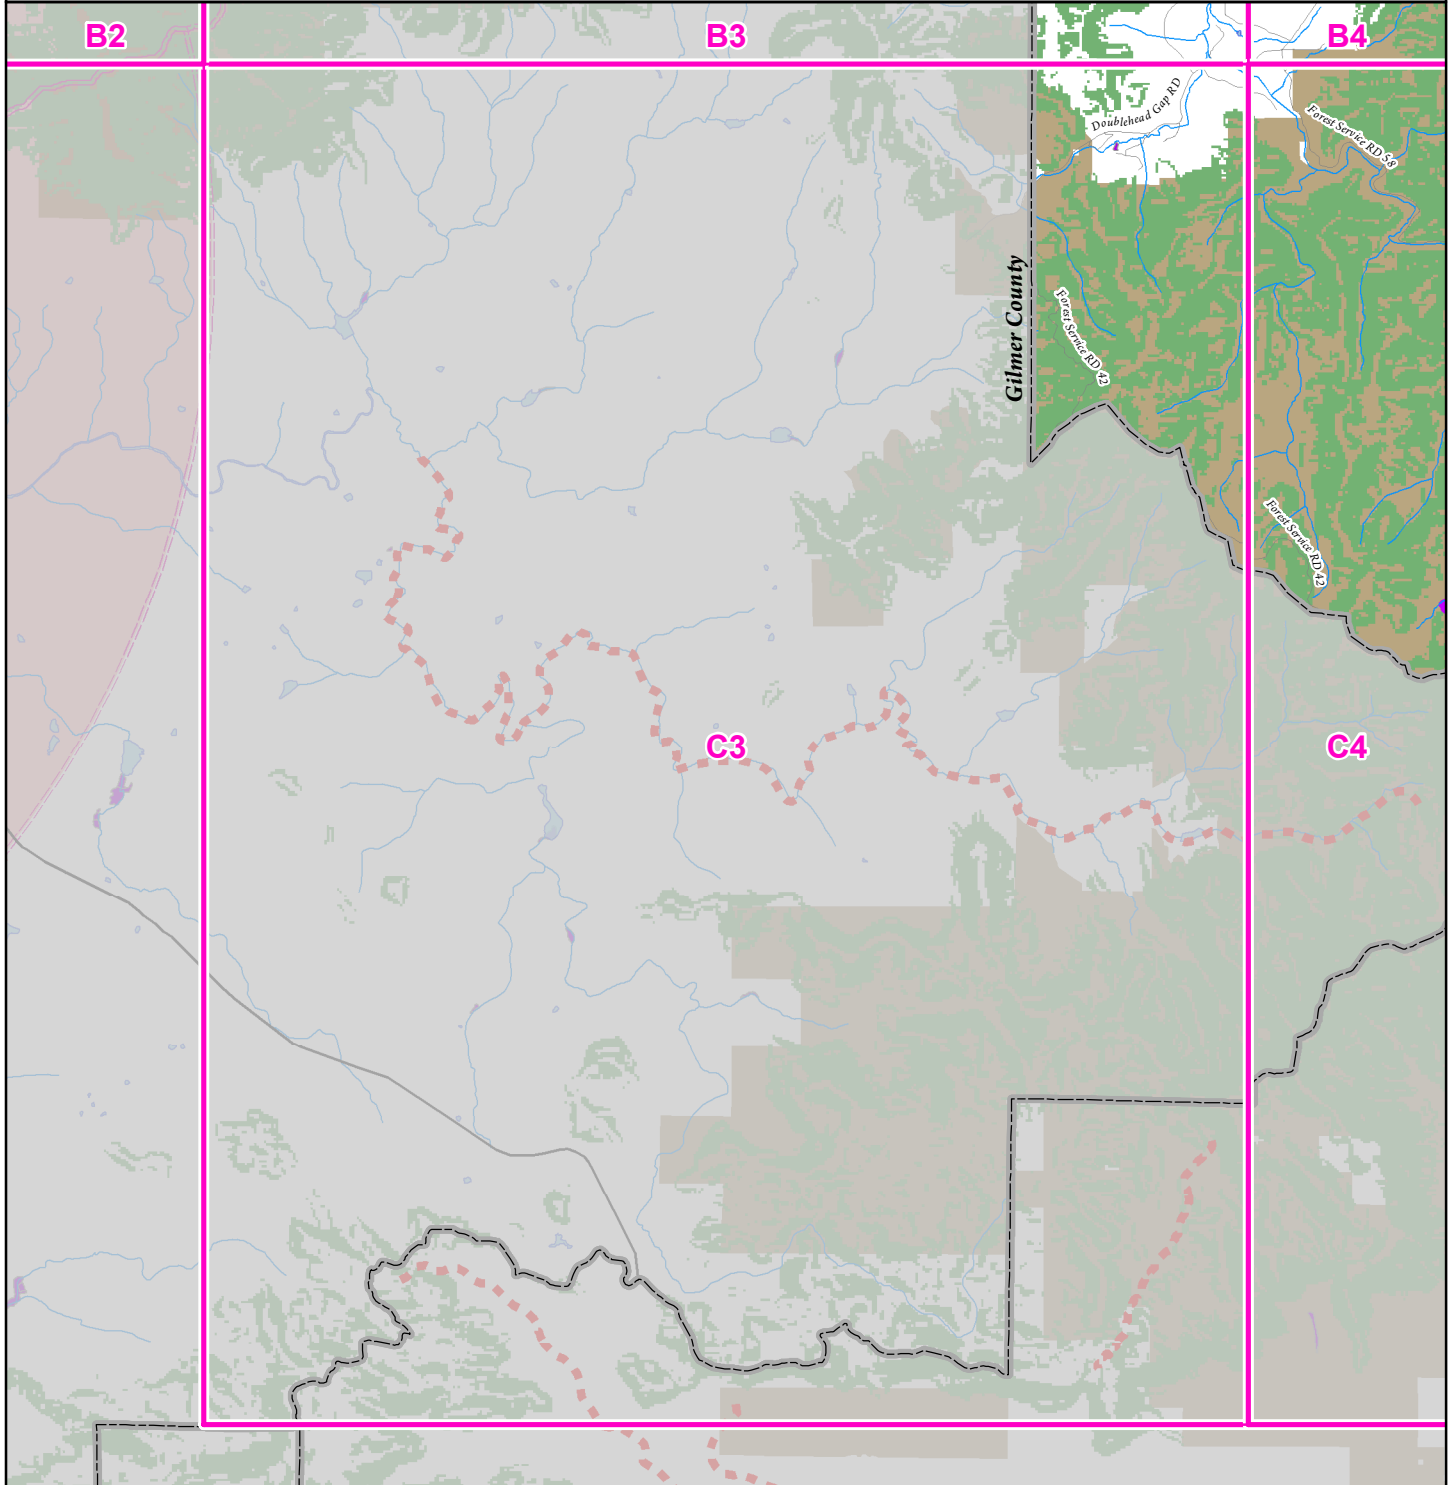 B2
B3
B4
Doublehead Gap RD
Forest Service RD 58
Gilmer County
Forest Service RD 42
Forest Service RD 42
C3
C4